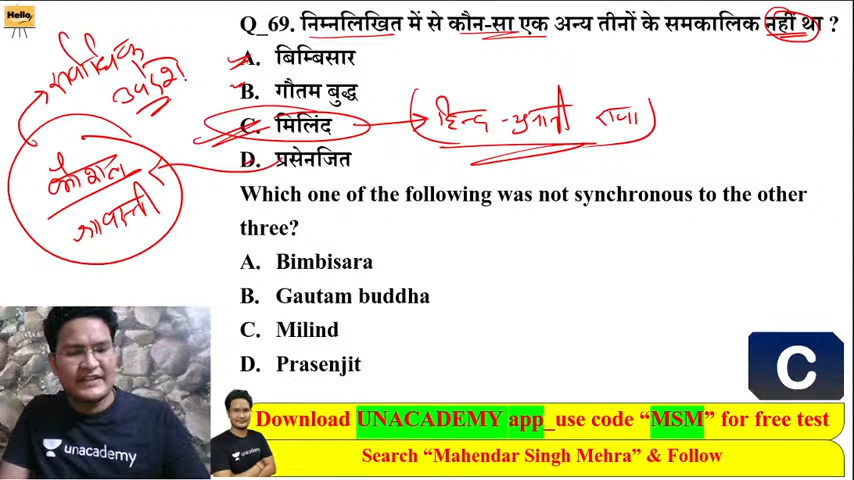 Hello
Q_69. निम्नलिखित में से कौन-सा एक अन्य तीनों के समकालिक नहीं था ?
A. बिम्बिसार
B. गौतम बुद्ध
C. मिलिंद
D. प्रसेनजित
सर्वाधिक
उपदेश
हिन्द-यूनानी राजा
कौशल
श्रावस्ती
Which one of the following was not synchronous to the other
three?
A. Bimbisara
B. Gautam buddha
C. Milind
D. Prasenjit
C
unacademy
unacademy
Download UNACADEMY app_use code “MSM” for free test
Search “Mahendar Singh Mehra” & Follow